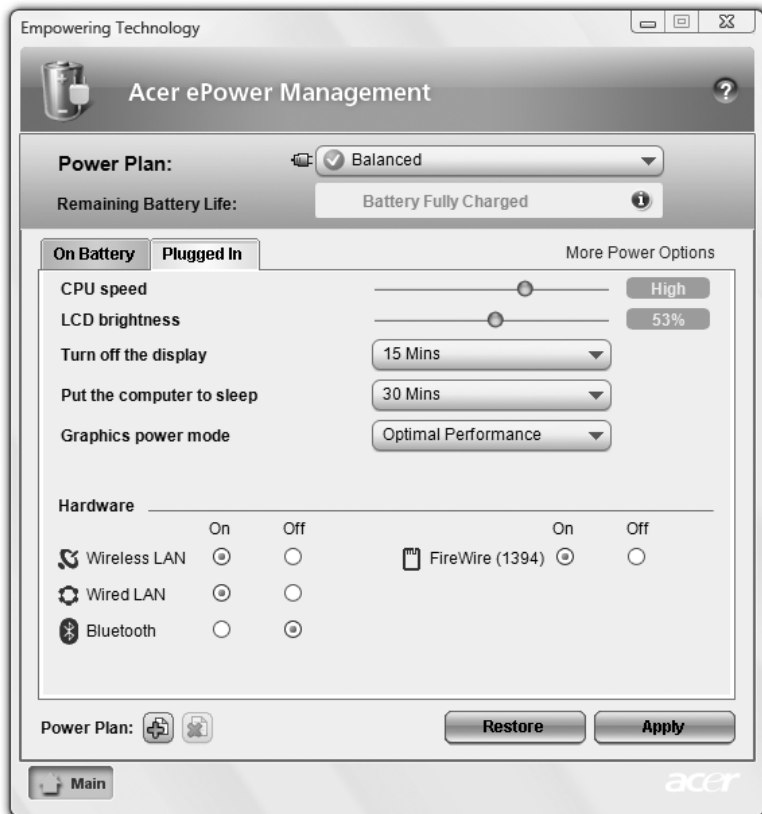 Empowering Technology
Acer ePower Management
?
Power Plan:
Balanced
Remaining Battery Life:
Battery Fully Charged
On Battery
Plugged In
More Power Options
CPU speed
High
LCD brightness
53%
Turn off the display
15 Mins
Put the computer to sleep
30 Mins
Graphics power mode
Optimal Performance
Hardware
On Off On Off
Wireless LAN FireWire (1394)
Wired LAN
Bluetooth
Power Plan: Restore Apply
Main acer